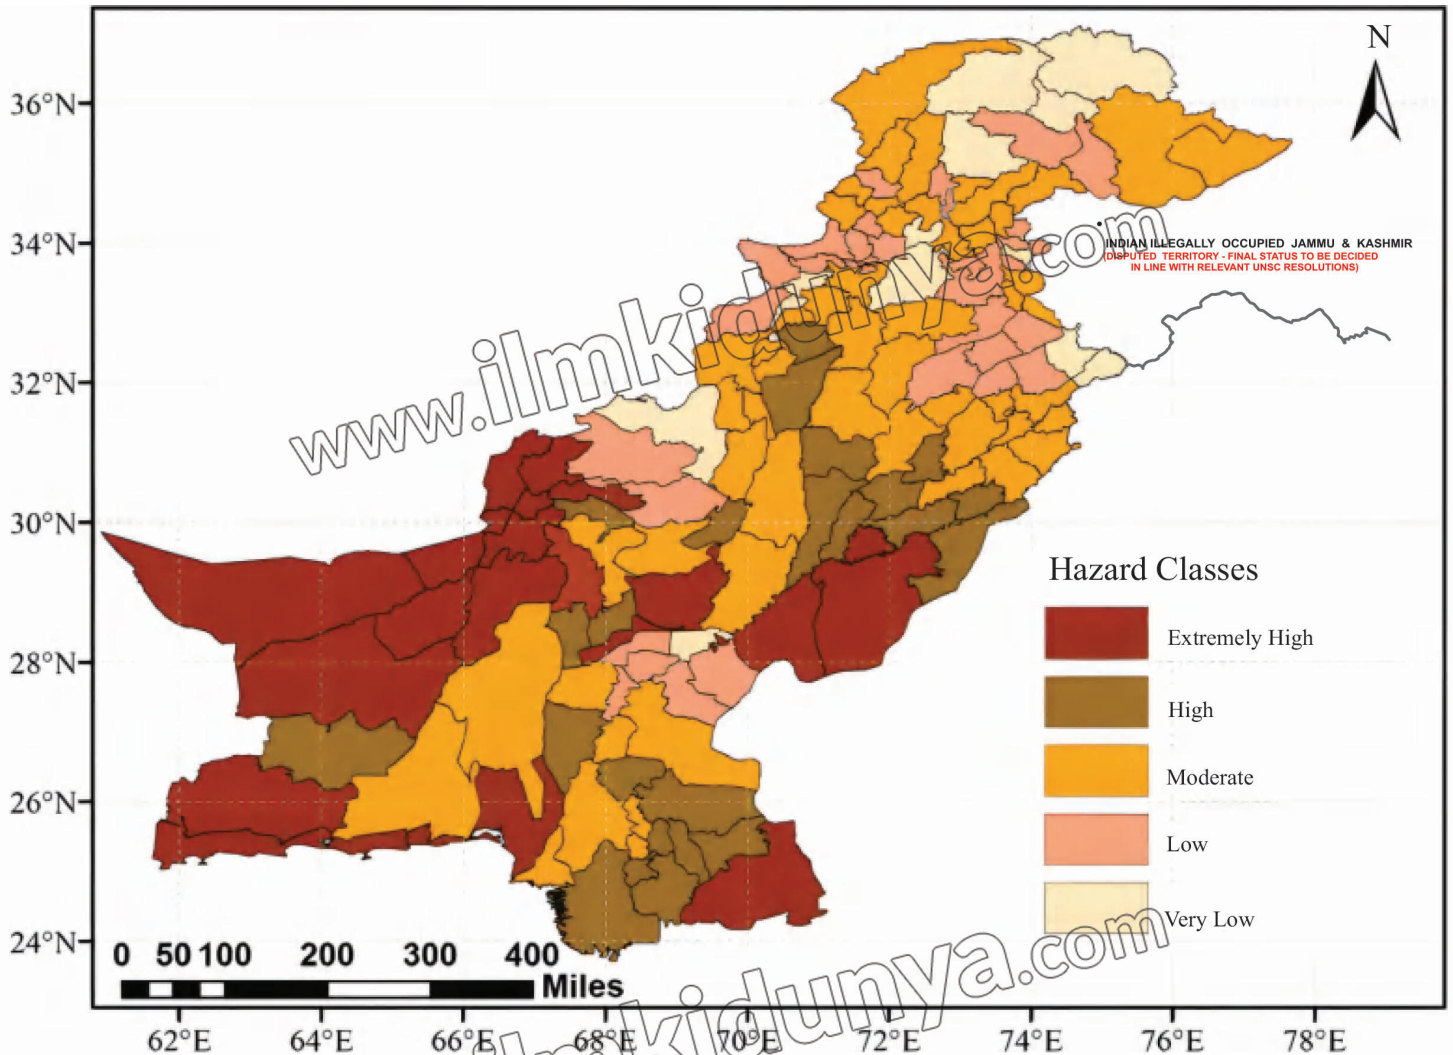 N
36°N
34°N
32°N
30°N
28°N
26°N
24°N
INDIAN ILLEGALLY OCCUPIED JAMMU & KASHMIR
(DISPUTED TERRITORY - FINAL STATUS TO BE DECIDED
IN LINE WITH RELEVANT UNSC RESOLUTIONS)
www.ilmkidunya.com
Hazard Classes
Extremely High
High
Moderate
Low
Very Low
0 50 100 200 300 400
Miles
ilmkidunya.com
62°E 64°E 66°E 68°E 70°E 72°E 74°E 76°E 78°E